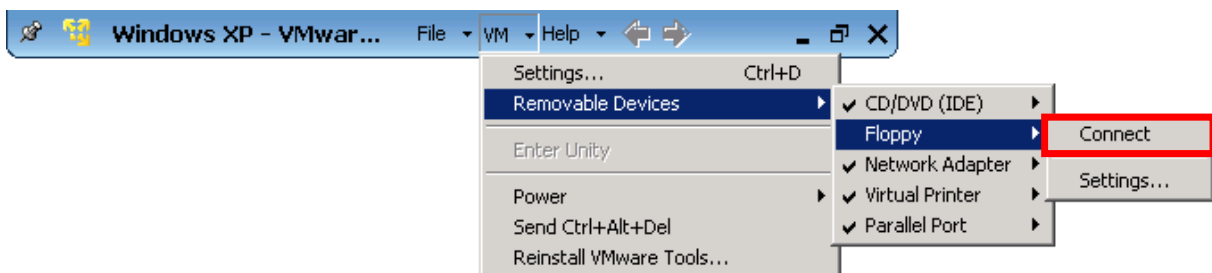 Windows XP - VMwar... File VM Help
Settings... Ctrl+D
Removable Devices
Enter Unity
Power
Send Ctrl+Alt+Del
Reinstall VMware Tools...
CD/DVD (IDE)
Floppy
Network Adapter
Virtual Printer
Parallel Port
Connect
Settings...